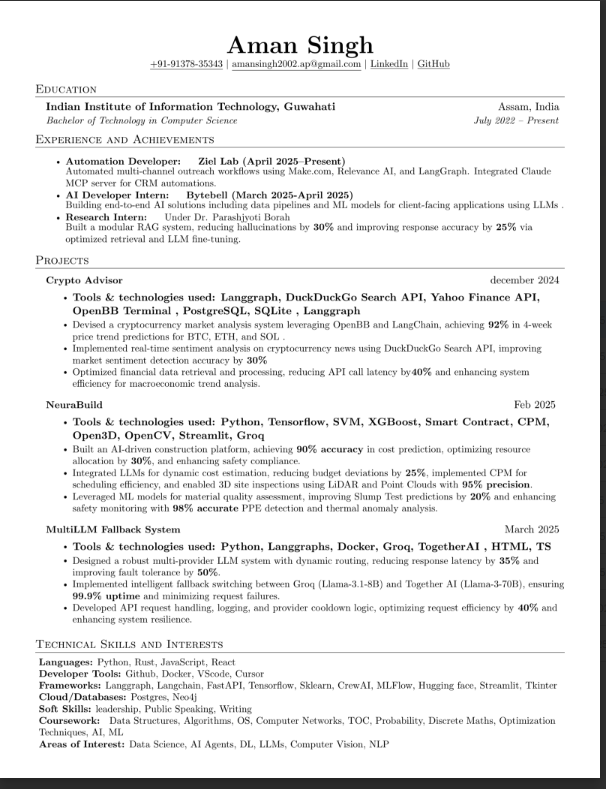 Aman Singh
+91-91378-35343 | amansingh2002.ap@gmail.com | LinkedIn | GitHub
Education
Indian Institute of Information Technology, Guwahati Assam, India
Bachelor of Technology in Computer Science July 2022 – Present
Experience and Achievements
• Automation Developer: Ziel Lab (April 2025–Present)
Automated multi-channel outreach workflows using Make.com, Relevance AI, and LangGraph. Integrated Claude
MCP server for CRM automations.
• AI Developer Intern: Bytebell (March 2025-April 2025)
Building end-to-end AI solutions including data pipelines and ML models for client-facing applications using LLMs .
• Research Intern: Under Dr. Parashjyoti Borah
Built a modular RAG system, reducing hallucinations by 30% and improving response accuracy by 25% via
optimized retrieval and LLM fine-tuning.
Projects
Crypto Advisor december 2024
• Tools & technologies used: Langgraph, DuckDuckGo Search API, Yahoo Finance API,
OpenBB Terminal , PostgreSQL, SQLite , Langgraph
• Devised a cryptocurrency market analysis system leveraging OpenBB and LangChain, achieving 92% in 4-week
price trend predictions for BTC, ETH, and SOL .
• Implemented real-time sentiment analysis on cryptocurrency news using DuckDuckGo Search API, improving
market sentiment detection accuracy by 30%
• Optimized financial data retrieval and processing, reducing API call latency by40% and enhancing system
efficiency for macroeconomic trend analysis.
NeuraBuild Feb 2025
• Tools & technologies used: Python, Tensorflow, SVM, XGBoost, Smart Contract, CPM,
Open3D, OpenCV, Streamlit, Groq
• Built an AI-driven construction platform, achieving 90% accuracy in cost prediction, optimizing resource
allocation by 30%, and enhancing safety compliance.
• Integrated LLMs for dynamic cost estimation, reducing budget deviations by 25%, implemented CPM for
scheduling efficiency, and enabled 3D site inspections using LiDAR and Point Clouds with 95% precision.
• Leveraged ML models for material quality assessment, improving Slump Test predictions by 20% and enhancing
safety monitoring with 98% accurate PPE detection and thermal anomaly analysis.
MultiLLM Fallback System March 2025
• Tools & technologies used: Python, Langgraphs, Docker, Groq, TogetherAI , HTML, TS
• Designed a robust multi-provider LLM system with dynamic routing, reducing response latency by 35% and
improving fault tolerance by 50%.
• Implemented intelligent fallback switching between Groq (Llama-3.1-8B) and Together AI (Llama-3-70B), ensuring
99.9% uptime and minimizing request failures.
• Developed API request handling, logging, and provider cooldown logic, optimizing request efficiency by 40% and
enhancing system resilience.
Technical Skills and Interests
Languages: Python, Rust, JavaScript, React
Developer Tools: Github, Docker, VScode, Cursor
Frameworks: Langgraph, Langchain, FastAPI, Tensorflow, Sklearn, CrewAI, MLFlow, Hugging face, Streamlit, Tkinter
Cloud/Databases: Postgres, Neo4j
Soft Skills: leadership, Public Speaking, Writing
Coursework: Data Structures, Algorithms, OS, Computer Networks, TOC, Probability, Discrete Maths, Optimization
Techniques, AI, ML
Areas of Interest: Data Science, AI Agents, DL, LLMs, Computer Vision, NLP